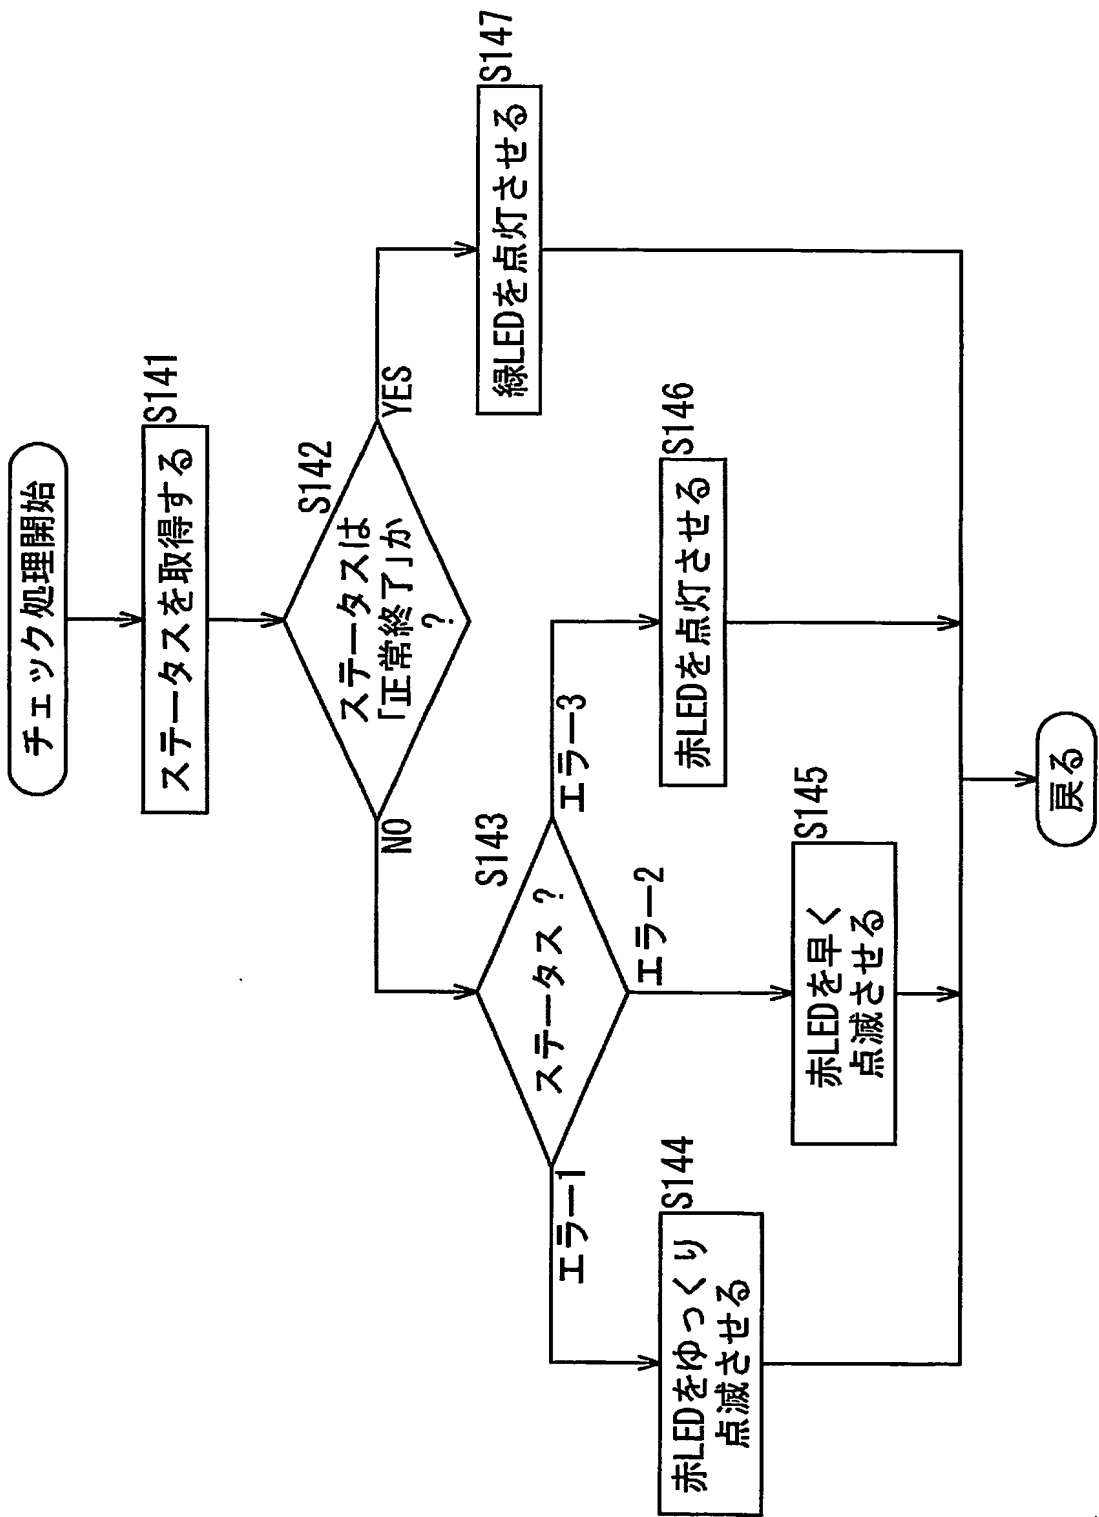 チェック処理開始
S141
ステータスを取得する
S142
ステータスは
「正常終了」か
?
YES
NO
S143
ステータス ?
エラー1
エラー2
エラー3
S144
赤LEDをゆっくり
点滅させる
S145
赤LEDを早く
点滅させる
S146
赤LEDを点灯させる
S147
緑LEDを点灯させる
戻る